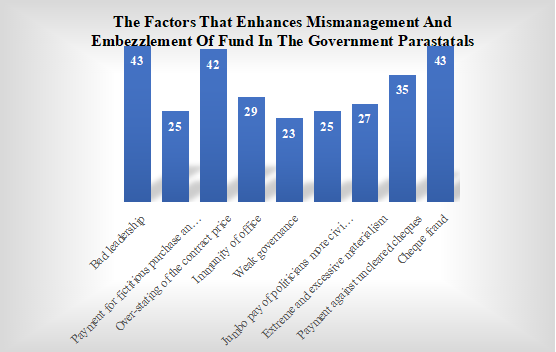 The Factors That Enhances Mismanagement And
Embezzlement Of Fund In The Government Parastatals
43
25
42
29
23
25
27
35
43
Bad leadership
Payment for fictitious purchase an…
Over-stating of the contract price
Immunity of office
Weak governance
Jumbo pay of politicians more civi…
Extreme and excessive materialism
Payment against uncleared cheques
Cheque fraud